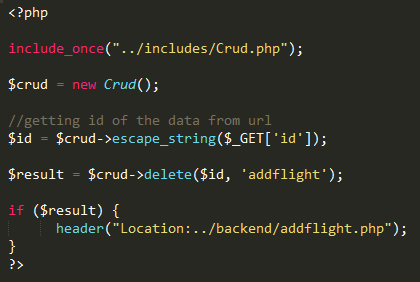 <?php
include_once("../includes/Crud.php");
$crud = new Crud();
//getting id of the data from url
$id = $crud->escape_string($_GET['id']);
$result = $crud->delete($id, 'addflight');
if ($result) {
header("Location:../backend/addflight.php");
}
?>